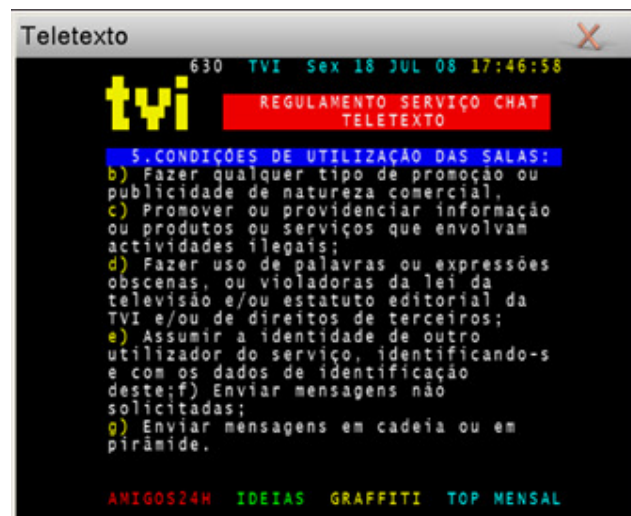 Teletexto
630 TVI Sex 18 JUL 08 17:46:58
tvi
REGULAMENTO SERVIÇO CHAT
TELETEXTO
5.CONDIÇÕES DE UTILIZAÇÃO DAS SALAS:
b) Fazer qualquer tipo de promoção ou
publicidade de natureza comercial,
c) Promover ou providenciar informação
ou produtos ou serviços que envolvam
actividades ilegais;
d) Fazer uso de palavras ou expressões
obscenas, ou violadoras da lei da
televisão e/ou estatuto editorial da
TVI e/ou de direitos de terceiros;
e) Assumir a identidade de outro
utilizador do serviço, identificando-s
e com os dados de identificação
deste;f) Enviar mensagens não
solicitadas;
g) Enviar mensagens em cadeia ou em
pirâmide.
AMIGOS24H IDEIAS GRAFFITI TOP MENSAL